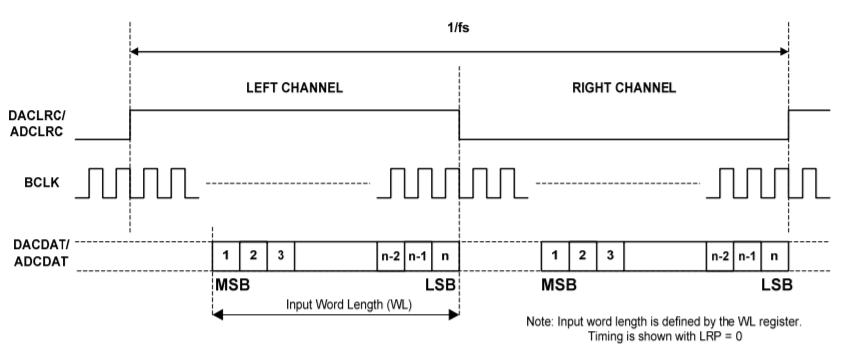 1/fs
LEFT CHANNEL
RIGHT CHANNEL
DACLRC/
ADCLRC
BCLK
DACDAT/
ADCDAT
1 2 3 n-2 n-1 n
1 2 3 n-2 n-1 n
MSB
LSB
MSB
LSB
Input Word Length (WL)
Note: Input word length is defined by the WL register.
Timing is shown with LRP = 0